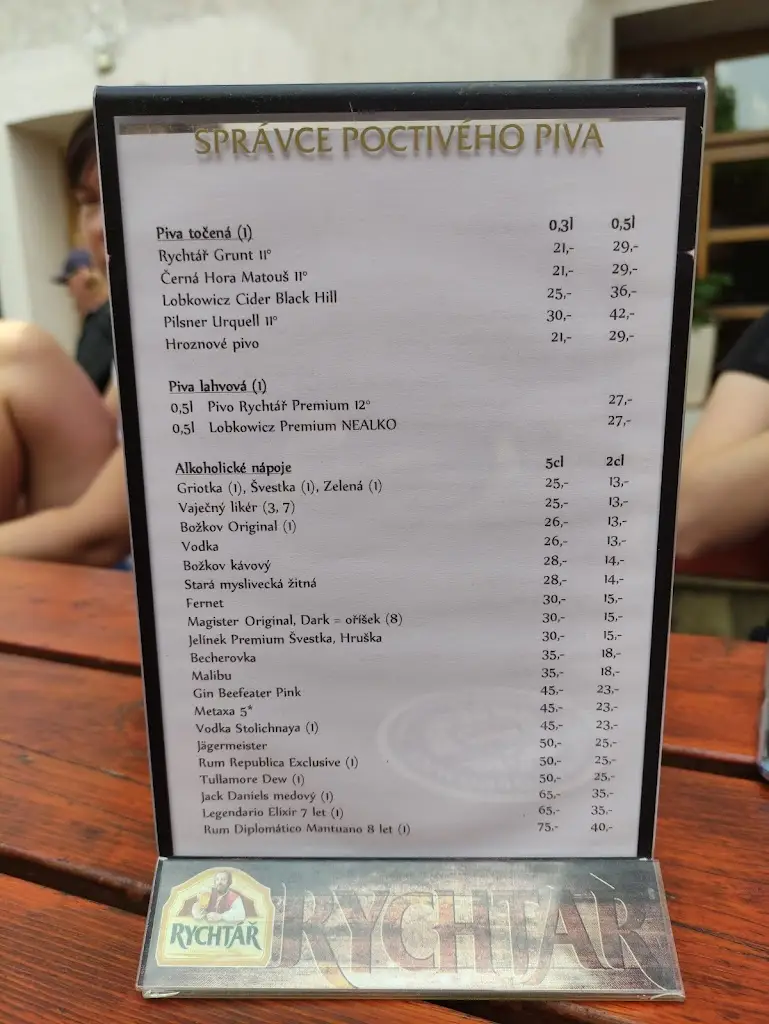 SPRÁVCE POCTIVÉHO PIVA
Piva točená (1) 0,3l 0,5l
Rychtář Grunt 11° 21,- 29,-
Černá Hora Matouš 11° 21,- 29,-
Lobkowicz Cider Black Hill 25,- 36,-
Pilsner Urquell 11° 30,- 42,-
Hroznové pivo 21,- 29,-
Piva lahvová (1)
0,5l Pivo Rychtář Premium 12° 27,-
0,5l Lobkowicz Premium NEALKO 27,-
Alkoholické nápoje 5cl 2cl
Griotka (1), Švestka (1), Zelená (1) 25,- 13,-
Vaječný likér (3, 7) 25,- 13,-
Božkov Original (1) 26,- 13,-
Vodka 26,- 13,-
Božkov kávový 28,- 14,-
Stará myslivecká žitná 28,- 14,-
Fernet 30,- 15,-
Magister Original, Dark = oříšek (8) 30,- 15,-
Jelínek Premium Švestka, Hruška 30,- 15,-
Becherovka 35,- 18,-
Malibu 35,- 18,-
Gin Beefeater Pink 45,- 23,-
Metaxa 5* 45,- 23,-
Vodka Stolichnaya (1) 45,- 23,-
Jägermeister 50,- 25,-
Rum Republica Exclusive (1) 50,- 25,-
Tullamore Dew (1) 50,- 25,-
Jack Daniels medový (1) 65,- 35,-
Legendario Elixir 7 let (1) 65,- 35,-
Rum Diplomático Mantuano 8 let (1) 75,- 40,-
RYCHTÁŘ RYCHTÁŘ